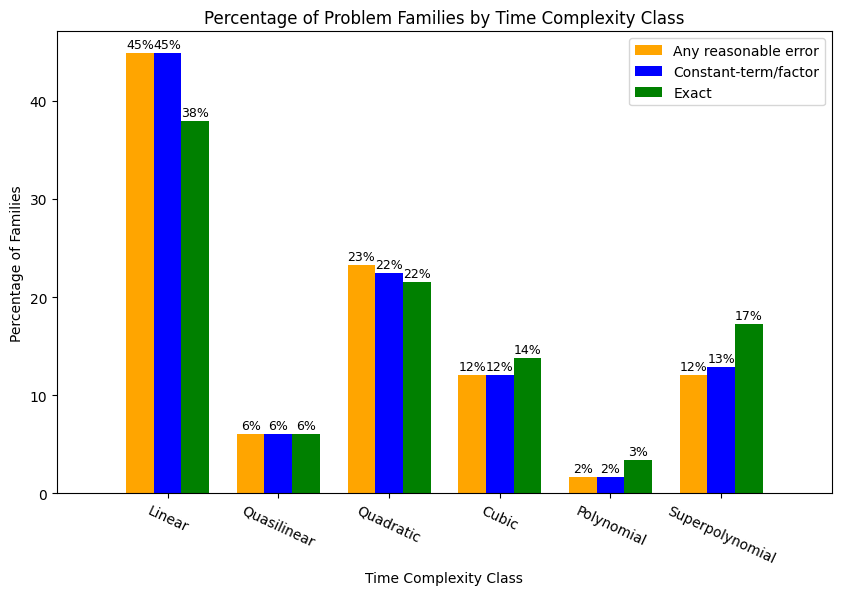 Percentage of Problem Families by Time Complexity Class
Any reasonable error
Constant-term/factor
Exact
Percentage of Families
40
30
20
10
0
45% 45% 38%
6% 6% 6%
23% 22% 22%
12% 12% 14%
2% 2% 3%
12% 13% 17%
Linear
Quasilinear
Quadratic
Cubic
Polynomial
Superpolynomial
Time Complexity Class